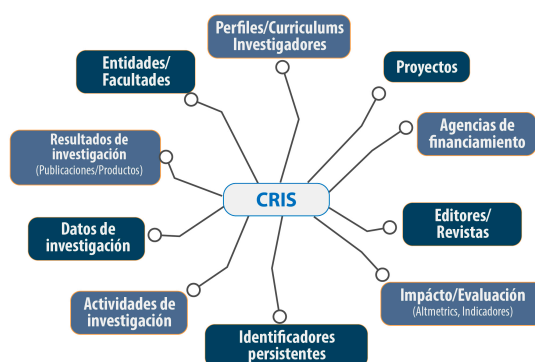 Perfiles/Curriculums
Investigadores
Entidades/
Facultades
Proyectos
Agencias de
financiamiento
Resultados de
investigación
(Publicaciones/Productos)
CRIS
Datos de
investigación
Editores/
Revistas
Actividades de
investigación
Impácto/Evaluación
(Altmetrics, Indicadores)
Identificadores
persistentes